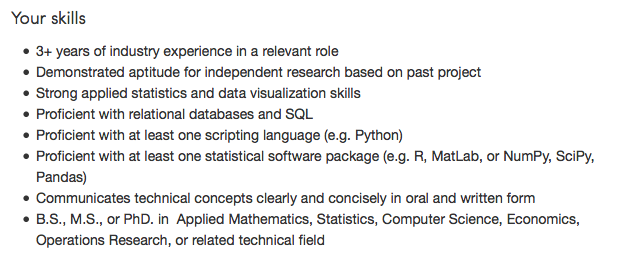 Your skills
• 3+ years of industry experience in a relevant role
• Demonstrated aptitude for independent research based on past project
• Strong applied statistics and data visualization skills
• Proficient with relational databases and SQL
• Proficient with at least one scripting language (e.g. Python)
• Proficient with at least one statistical software package (e.g. R, MatLab, or NumPy, SciPy,
Pandas)
• Communicates technical concepts clearly and concisely in oral and written form
• B.S., M.S., or PhD. in  Applied Mathematics, Statistics, Computer Science, Economics,
Operations Research, or related technical field